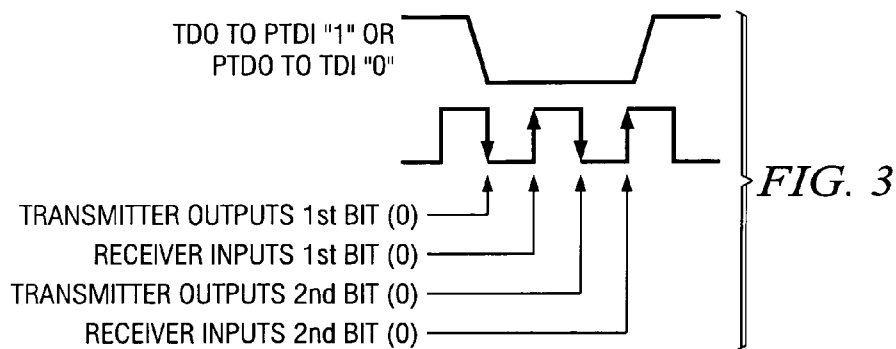 TDO TO PTDI "1" OR
PTDO TO TDI "0"
TRANSMITTER OUTPUTS 1st BIT (0)
RECEIVER INPUTS 1st BIT (0)
TRANSMITTER OUTPUTS 2nd BIT (0)
RECEIVER INPUTS 2nd BIT (0)
FIG. 3